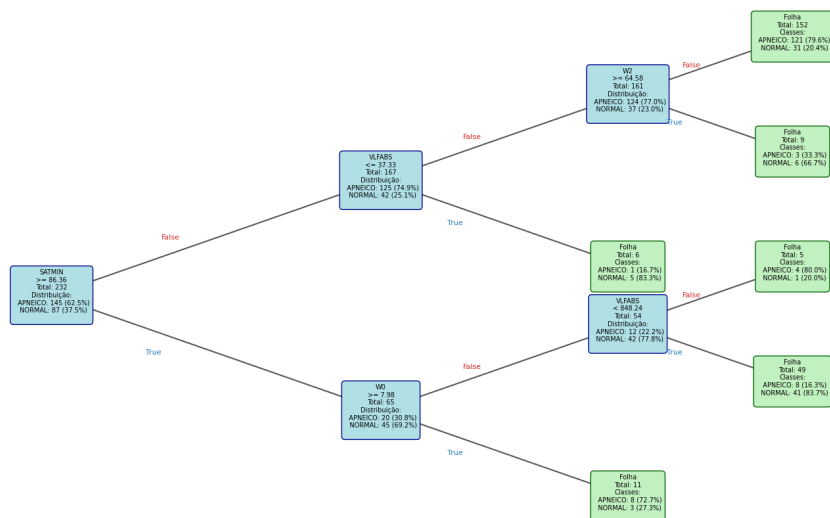 Folha
Total: 152
Classes:
APNEICO: 121 (79.6%)
NORMAL: 31 (20.4%)
False
W2
>= 64.58
Total: 161
Distribuição:
APNEICO: 124 (77.0%)
NORMAL: 37 (23.0%)
True
Folha
Total: 9
Classes:
APNEICO: 3 (33.3%)
NORMAL: 6 (66.7%)
False
VLFABS
<= 37.33
Total: 167
Distribuição:
APNEICO: 125 (74.9%)
NORMAL: 42 (25.1%)
True
False
Folha
Total: 6
Classes:
APNEICO: 1 (16.7%)
NORMAL: 5 (83.3%)
Folha
Total: 5
Classes:
APNEICO: 4 (80.0%)
NORMAL: 1 (20.0%)
SATMIN
>= 86.36
Total: 232
Distribuição:
APNEICO: 145 (62.5%)
NORMAL: 87 (37.5%)
False
VLFABS
< 848.24
Total: 54
Distribuição:
APNEICO: 12 (22.2%)
NORMAL: 42 (77.8%)
True
True
False
Folha
Total: 49
Classes:
APNEICO: 8 (16.3%)
NORMAL: 41 (83.7%)
W0
>= 7.98
Total: 65
Distribuição:
APNEICO: 20 (30.8%)
NORMAL: 45 (69.2%)
True
Folha
Total: 11
Classes:
APNEICO: 8 (72.7%)
NORMAL: 3 (27.3%)